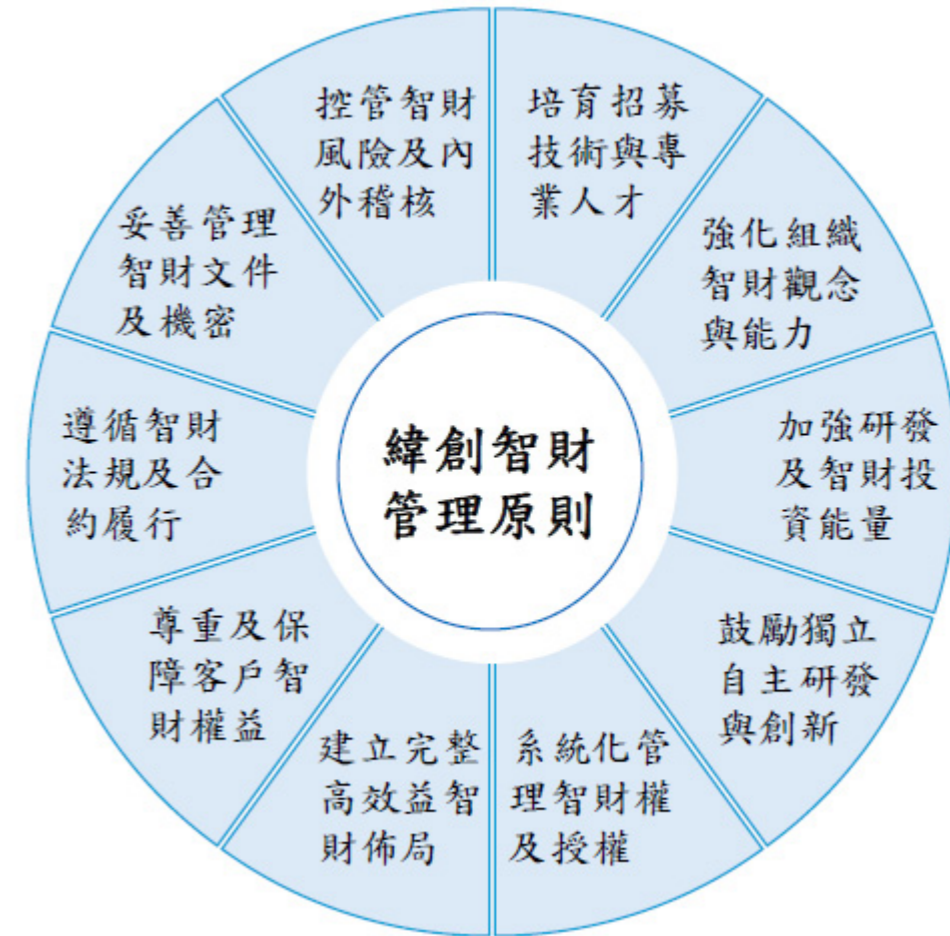 緯創智財
管理原則
培育招募
技術與專
業人才
強化組織
智財觀念
與能力
加強研發
及智財投
資能量
鼓勵獨立
自主研發
與創新
系統化管
理智財權
及授權
建立完整
高效益智
財佈局
尊重及保
障客戶智
財權益
遵循智財
法規及合
約履行
妥善管理
智財文件
及機密
控管智財
風險及內
外稽核